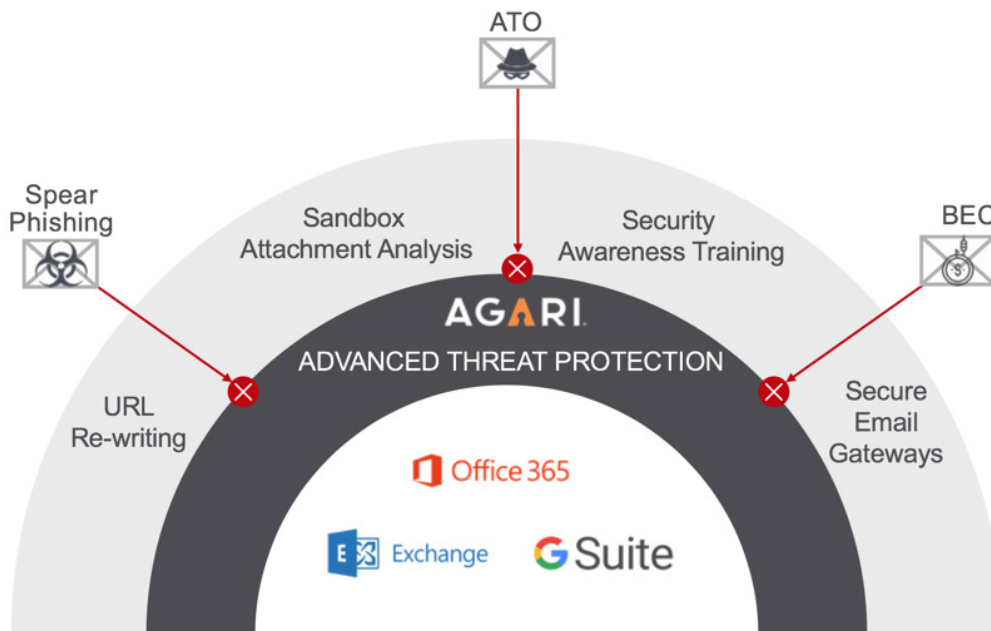 ATO
Spear
Phishing
BEC
Sandbox
Attachment Analysis
Security
Awareness Training
AGARI.
ADVANCED THREAT PROTECTION
URL
Re-writing
Secure
Email
Gateways
Office 365
E
Exchange
G Suite